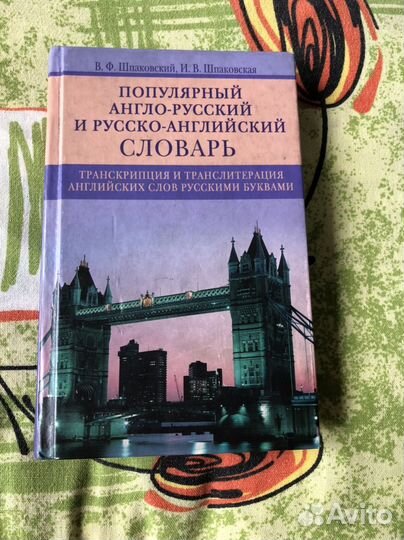 В. Ф. Шпаковский, И. В. Шпаковская
ПОПУЛЯРНЫЙ
АНГЛО-РУССКИЙ
И РУССКО-АНГЛИЙСКИЙ
СЛОВАРЬ
ТРАНСКРИПЦИЯ И ТРАНСЛИТЕРАЦИЯ
АНГЛИЙСКИХ СЛОВ РУССКИМИ БУКВАМИ
Avito